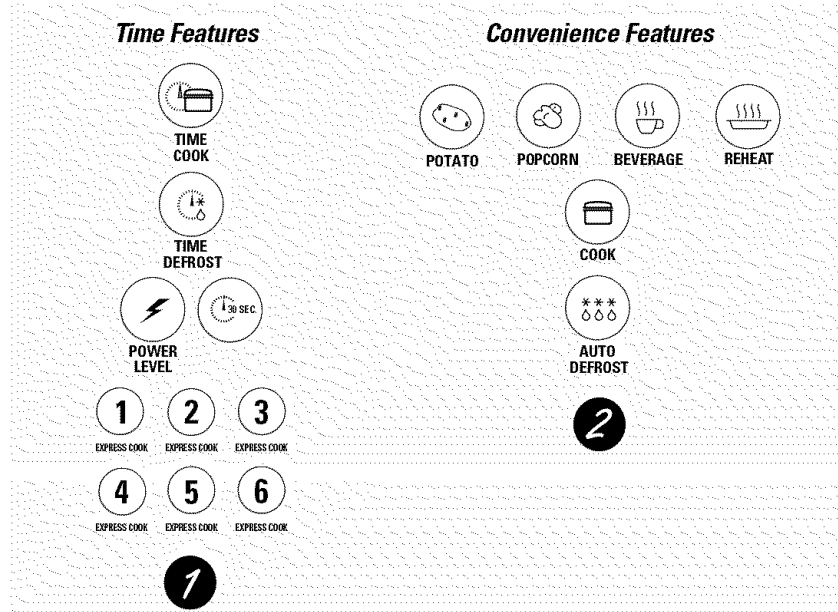 Time Features
TIME
COOK
TIME
DEFROST
30 SEC.
POWER
LEVEL
1 2 3
EXPRESS COOK EXPRESS COOK EXPRESS COOK
4 5 6
EXPRESS COOK EXPRESS COOK EXPRESS COOK
1
Convenience Features
POTATO POPCORN BEVERAGE REHEAT
COOK
AUTO
DEFROST
2